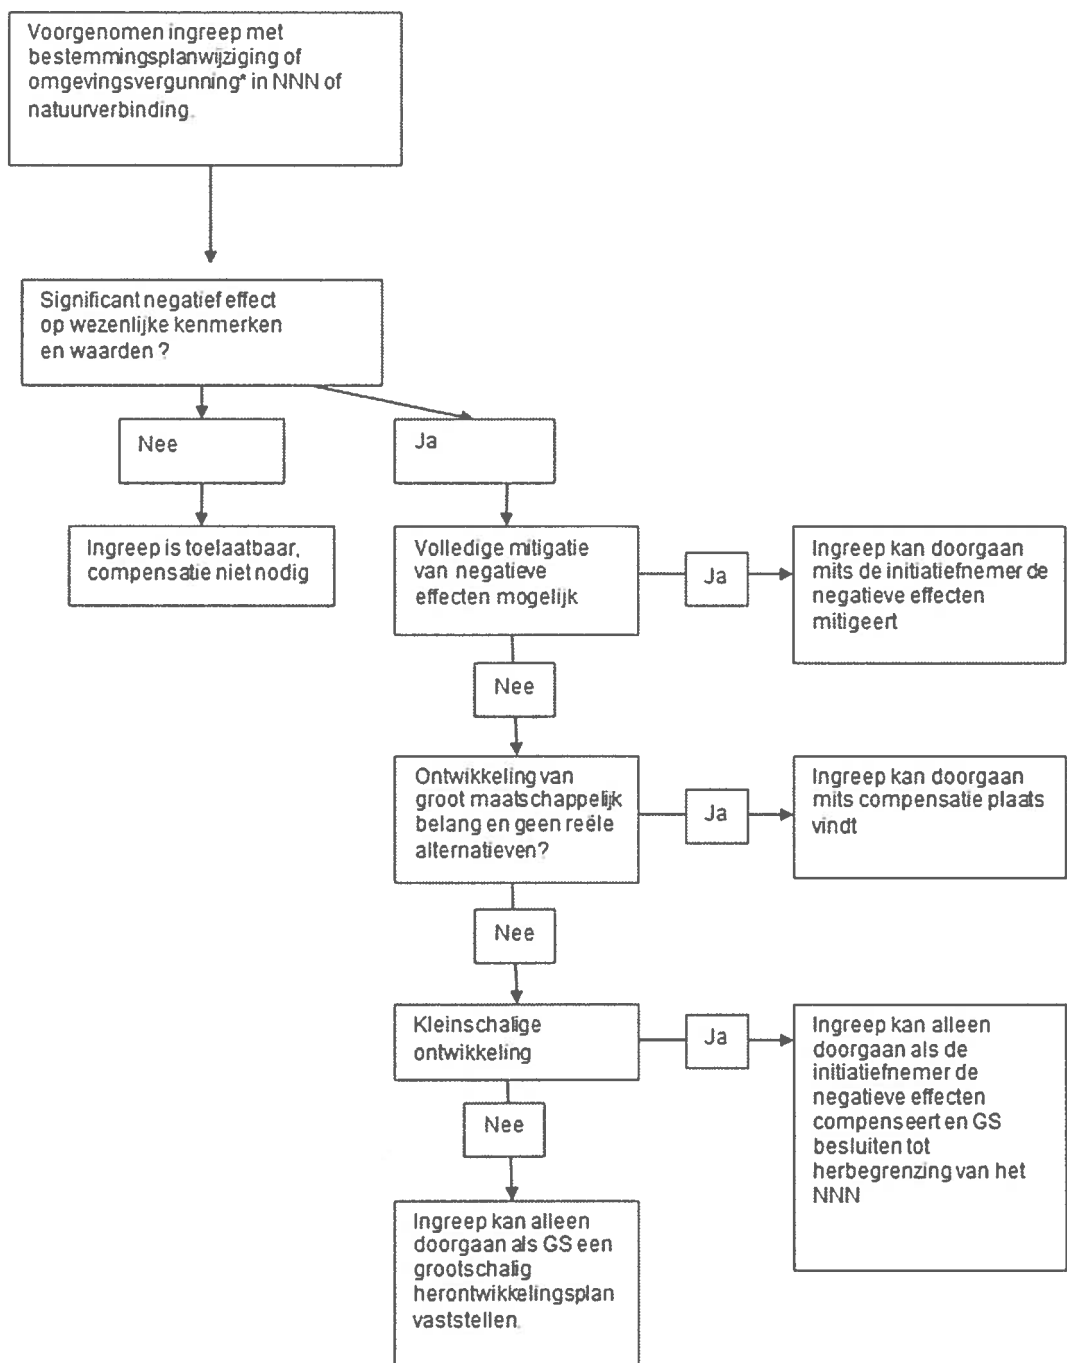 Voorgenomen ingreep met
bestemmingsplanwijziging of
omgevingsvergunning* in NNN of
natuurverbinding.
Significant negatief effect
op wezenlijke kenmerken
en waarden ?
Nee
Ja
Ingreep is toelaatbaar,
compensatie niet nodig
Volledige mitigatie
van negatieve
effecten mogelijk
Ja
Ingreep kan doorgaan
mits de initiatiefnemer de
negatieve effecten
mitigeert
Nee
Ontwikkeling van
groot maatschappelijk
belang en geen reële
alternatieven?
Ja
Ingreep kan doorgaan
mits compensatie plaats
vindt
Nee
Kleinschalige
ontwikkeling
Ja
Ingreep kan alleen
doorgaan als de
initiatiefnemer de
negatieve effecten
compenseert en GS
besluiten tot
herbegrenzing van het
NNN
Nee
Ingreep kan alleen
doorgaan als GS een
grootschalig
herontwikkelingsplan
vaststellen.